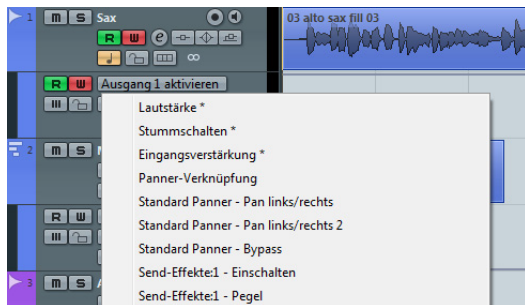 1 m S Sax
03 alto sax fill 03
R W e
R W Ausgang 1 aktivieren
Lautstärke *
Stummschalten *
Eingangsverstärkung *
2 m S
Panner-Verknüpfung
Standard Panner - Pan links/rechts
R W
Standard Panner - Pan links/rechts 2
Standard Panner - Bypass
3 m S
Send-Effekte:1 - Einschalten
Send-Effekte:1 - Pegel